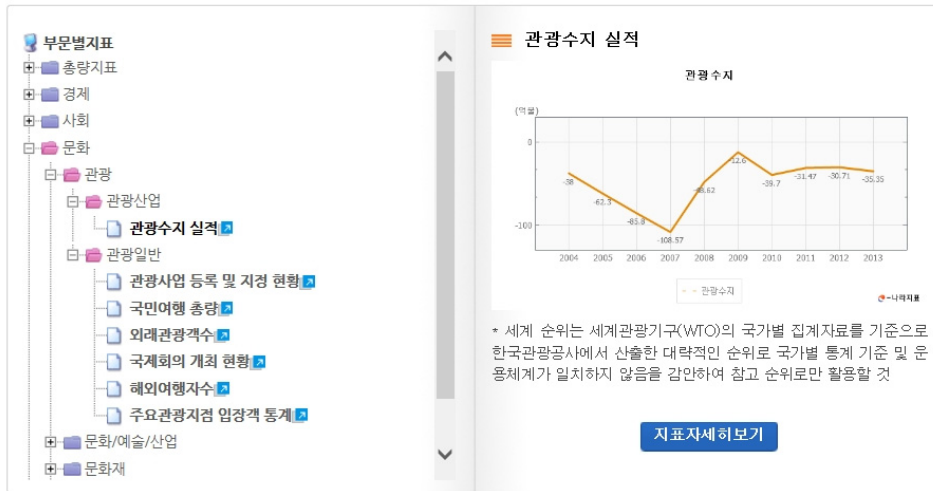 부문별지표
총량지표
경제
사회
문화
관광
관광산업
관광수지 실적
관광일반
관광사업 등록 및 지정 현황
국민여행 총량
외래관광객수
국제회의 개최 현황
해외여행자수
주요관광지점 입장객 통계
문화/예술/산업
문화재
관광수지 실적
관광수지
(억불)
0
-100
-38
-62.3
-85.8
-108.57
-48.62
-12.6
-39.7
-31.47
-30.71
-35.35
2004 2005 2006 2007 2008 2009 2010 2011 2012 2013
관광수지
e-나라지표
* 세계 순위는 세계관광기구(WTO)의 국가별 집계자료를 기준으로
한국관광공사에서 산출한 대략적인 순위로 국가별 통계 기준 및 운
용체계가 일치하지 않음을 감안하여 참고 순위로만 활용할 것
지표자세히보기